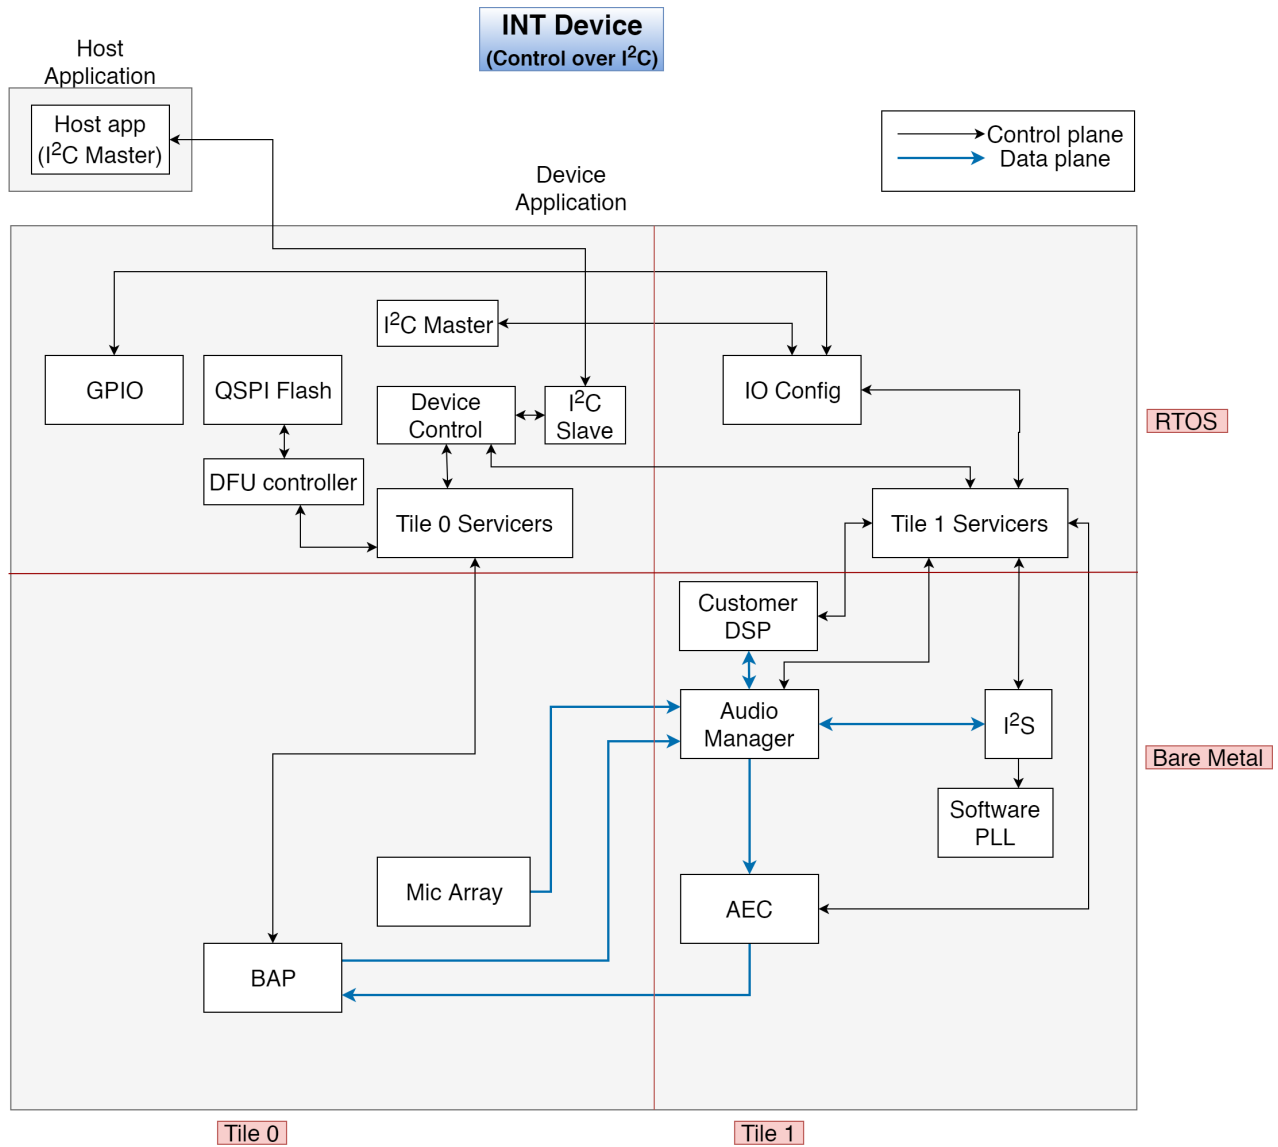 INT Device
(Control over I²C)
Host
Application
Host app
(I²C Master)
Control plane
Data plane
Device
Application
I²C Master
GPIO
QSPI Flash
Device
Control
I²C
Slave
IO Config
RTOS
DFU controller
Tile 0 Servicers
Tile 1 Servicers
Customer
DSP
Audio
Manager
I²S
Bare Metal
Software
PLL
Mic Array
AEC
BAP
Tile 0
Tile 1